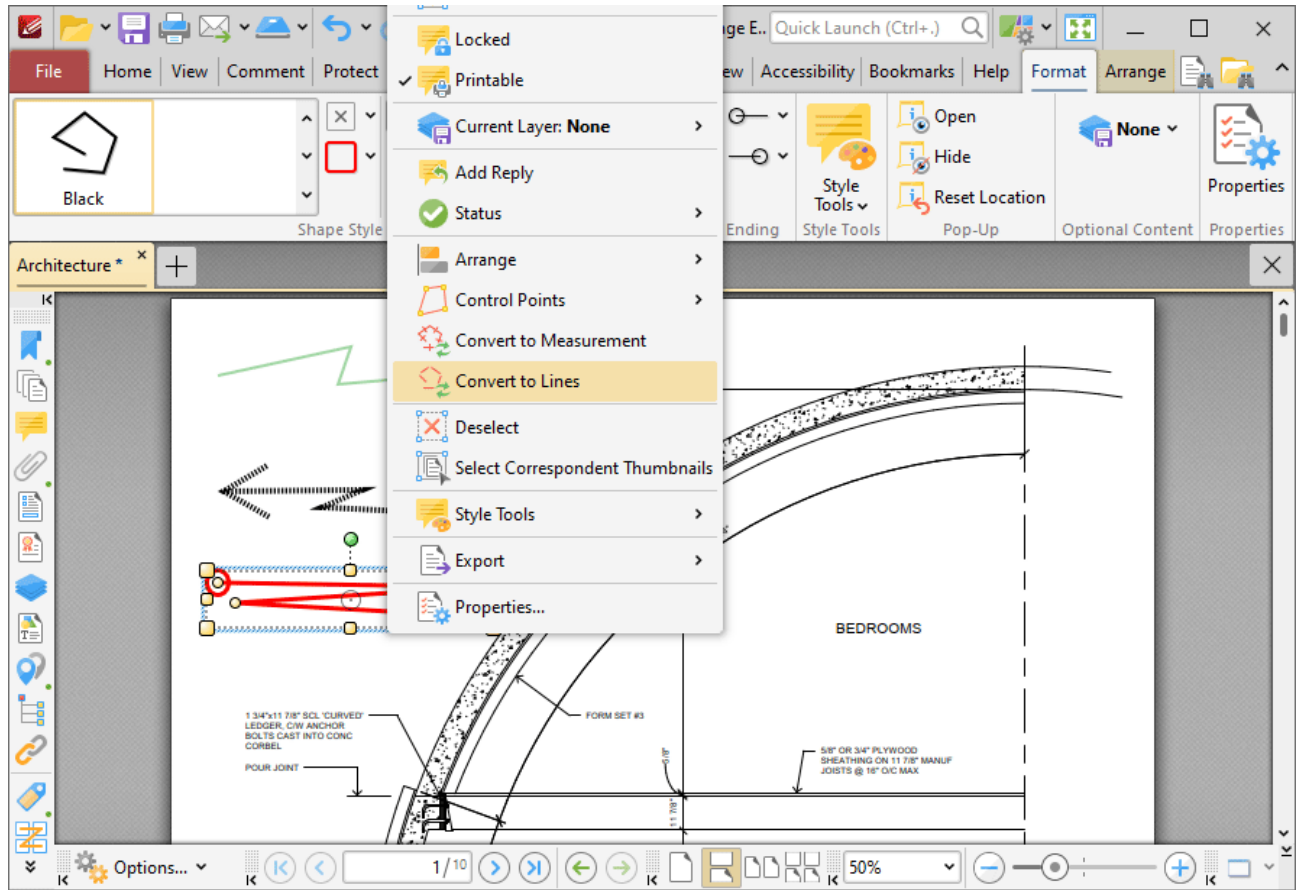 ge E..
Quick Launch (Ctrl+.)
File
Home
View
Comment
Protect
Accessibility
Bookmarks
Help
Format
Arrange
Black
Shape Style
Ending
Style Tools
Style Tools
Open
Hide
Reset Location
Pop-Up
None
Optional Content
Properties
Properties
Locked
Printable
Current Layer: None
Add Reply
Status
Arrange
Control Points
Convert to Measurement
Convert to Lines
Deselect
Select Correspondent Thumbnails
Style Tools
Export
Properties...
Architecture *
BEDROOMS
1 3/4"x11 7/8" SCL 'CURVED'
LEDGER, C/W ANCHOR
BOLTS CAST INTO CONC
CORBEL
POUR JOINT
FORM SET #3
5/8" OR 3/4" PLYWOOD
SHEATHING ON 11 7/8" MANUF
JOISTS @ 16" O/C MAX
11 7/8"
Options...
1/10
50%